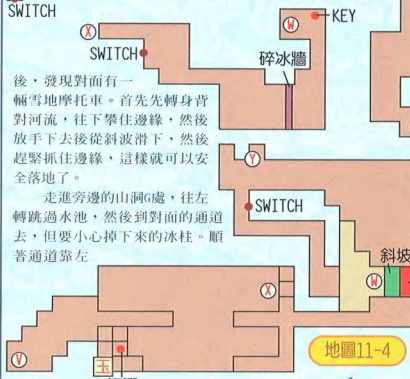 SWITCH
X
SWITCH
W
KEY
碎冰牆
後，發現對面有一
輛雪地摩托車。首先先轉身背
對河流，往下攀住邊緣，然後
放手下去後從斜波滑下，然後
趕緊抓住邊緣，這樣就可以安
全落地了。
走進旁邊的山洞G處，往左
轉跳過水池，然後到對面的通道
去，但要小心掉下來的冰柱。順
著通道靠左
Y
SWITCH
斜坡
X
W
V
玉
地圖11-4